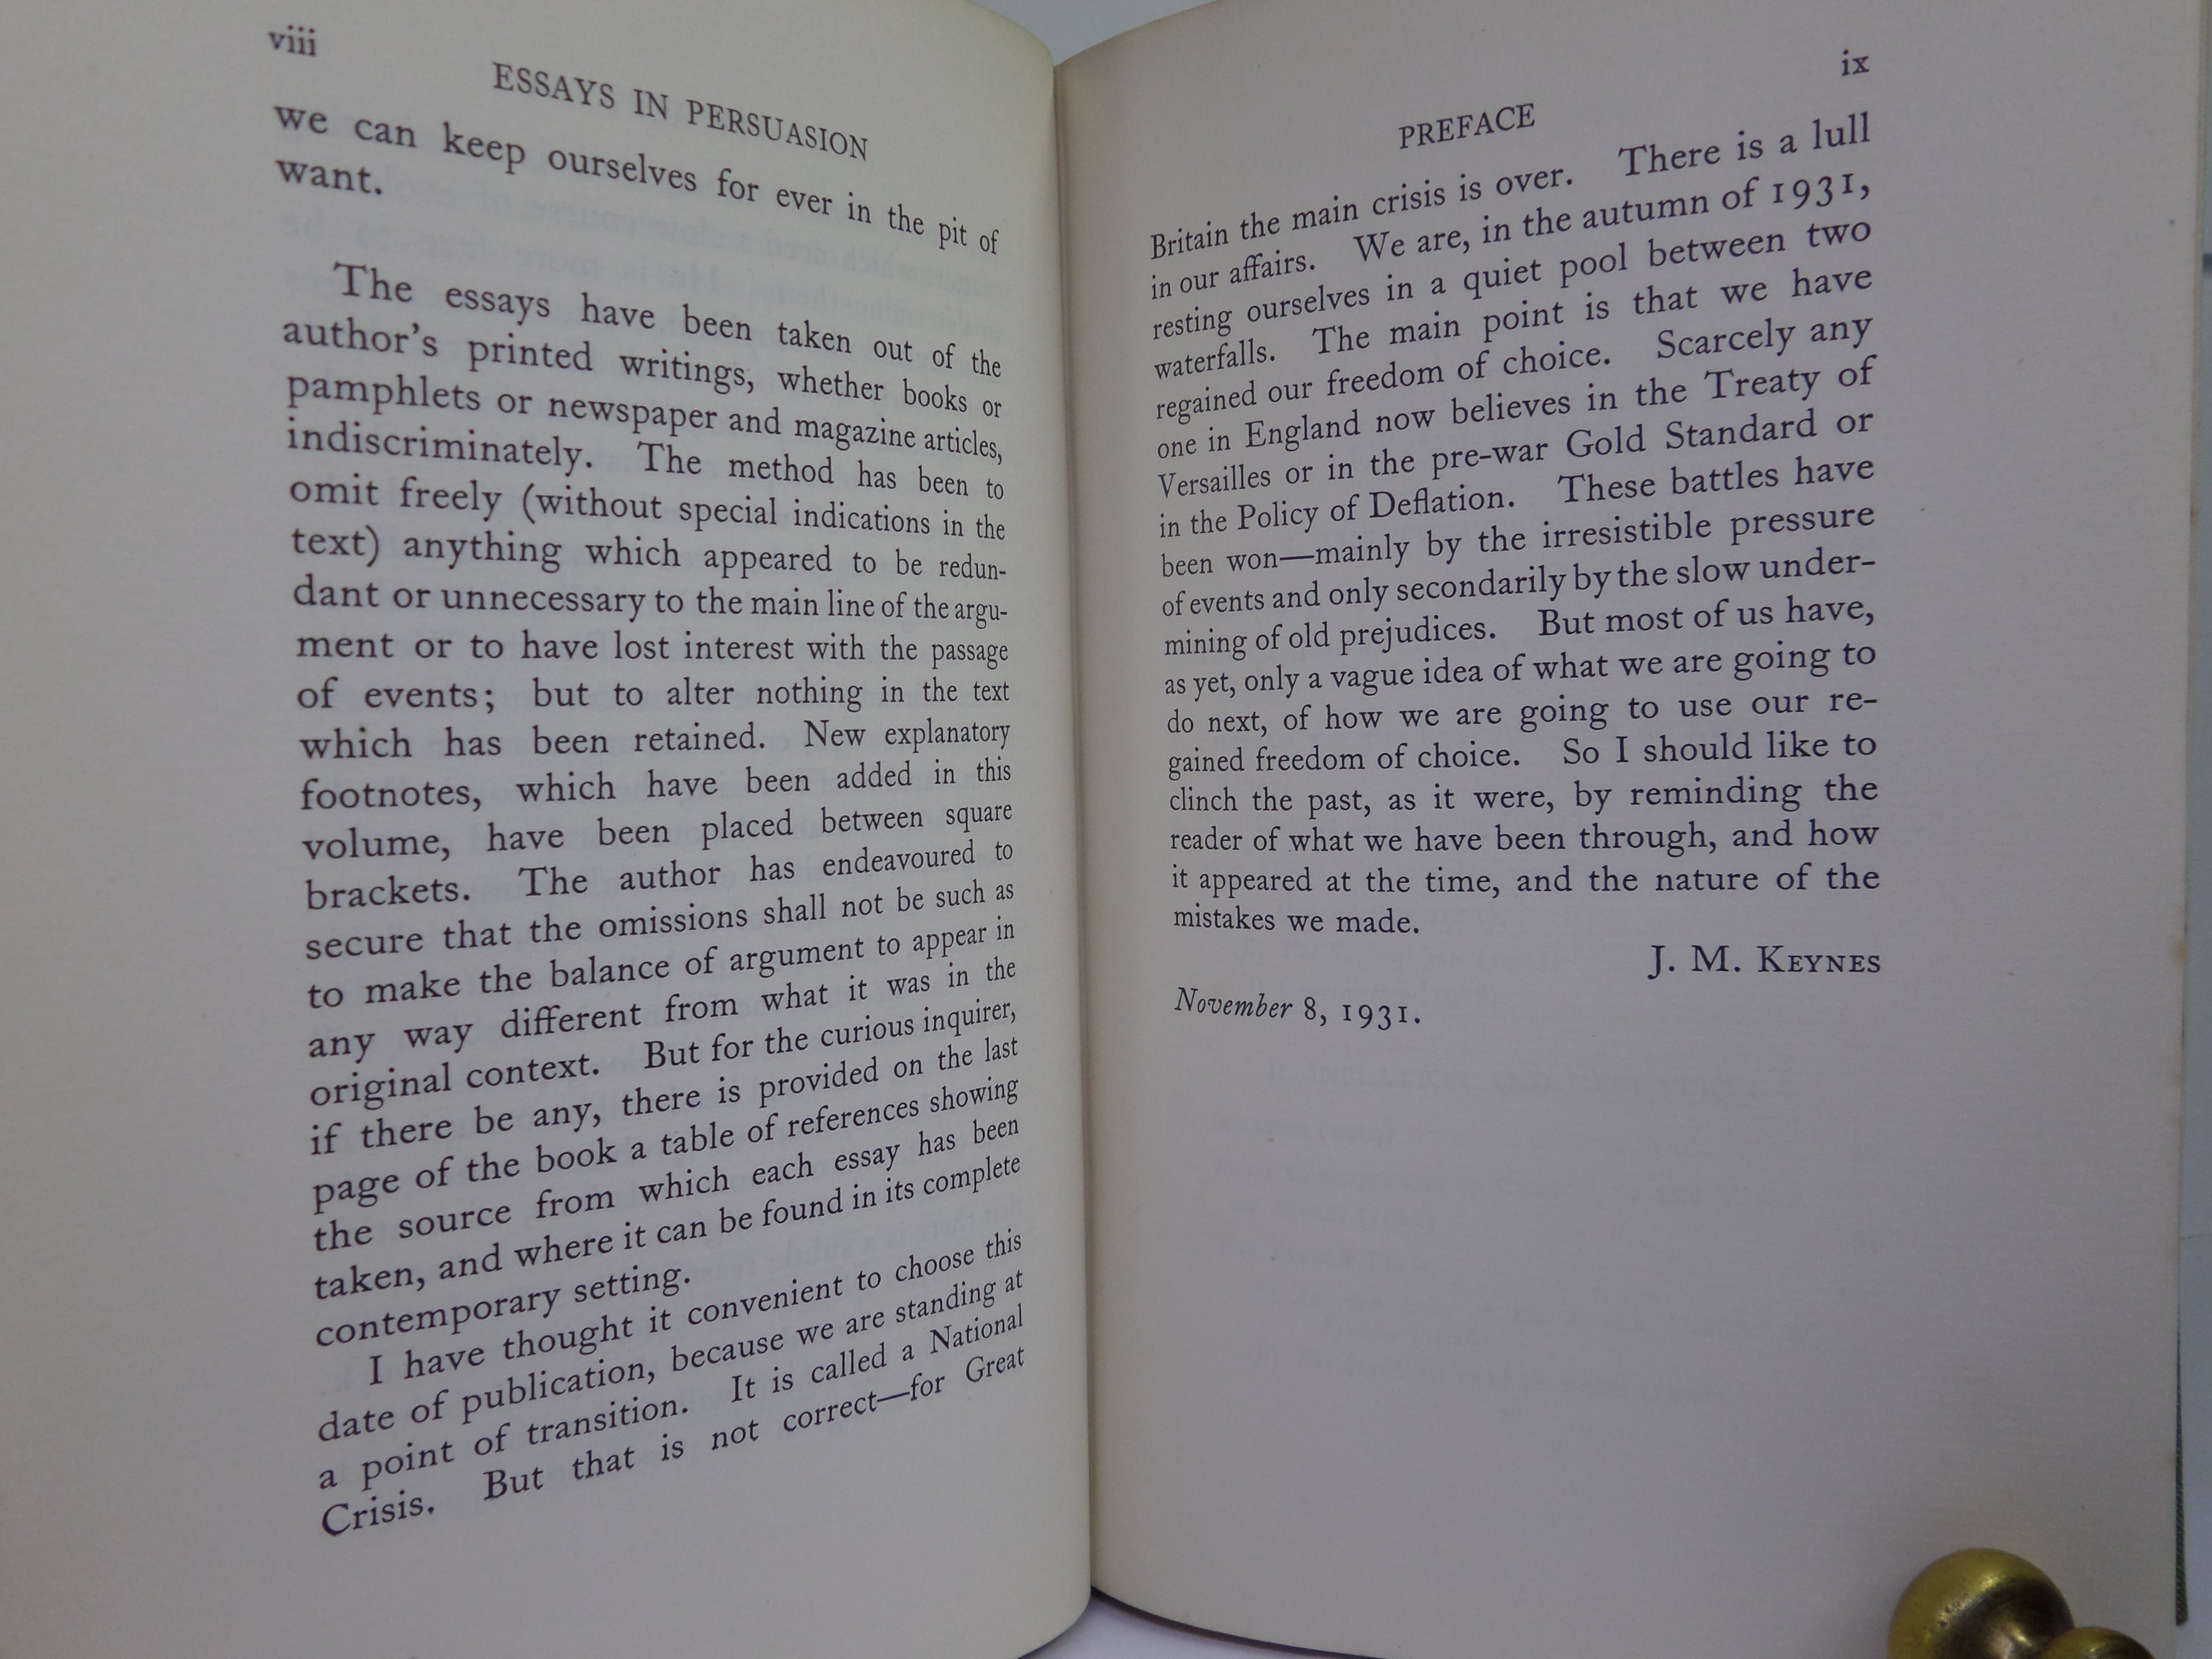 viii
ESSAYS IN PERSUASION
we can keep ourselves for ever in the pit of
want.
The essays have been taken out of the
author's printed writings, whether books or
pamphlets or newspaper and magazine articles,
indiscriminately. The method has been to
omit freely (without special indications in the
text) anything which appeared to be redun-
dant or unnecessary to the main line of the argu-
ment or to have lost interest with the passage
of events; but to alter nothing in the text
which has been retained. New explanatory
footnotes, which have been added in this
volume, have been placed between square
brackets. The author has endeavoured to
secure that the omissions shall not be such as
to make the balance of argument to appear in
any way different from what it was in the
original context. But for the curious inquirer,
if there be any, there is provided on the last
page of the book a table of references showing
the source from which each essay has been
taken, and where it can be found in its complete
contemporary setting.
I have thought it convenient to choose this
date of publication, because we are standing at
a point of transition. It is called a National
Crisis. But that is not correct—for Great
ix
PREFACE
Britain the main crisis is over. There is a lull
in our affairs. We are, in the autumn of 1931,
resting ourselves in a quiet pool between two
waterfalls. The main point is that we have
regained our freedom of choice. Scarcely any
one in England now believes in the Treaty of
Versailles or in the pre-war Gold Standard or
in the Policy of Deflation. These battles have
been won—mainly by the irresistible pressure
of events and only secondarily by the slow under-
mining of old prejudices. But most of us have,
as yet, only a vague idea of what we are going to
do next, of how we are going to use our re-
gained freedom of choice. So I should like to
clinch the past, as it were, by reminding the
reader of what we have been through, and how
it appeared at the time, and the nature of the
mistakes we made.
J. M. KEYNES
November 8, 1931.